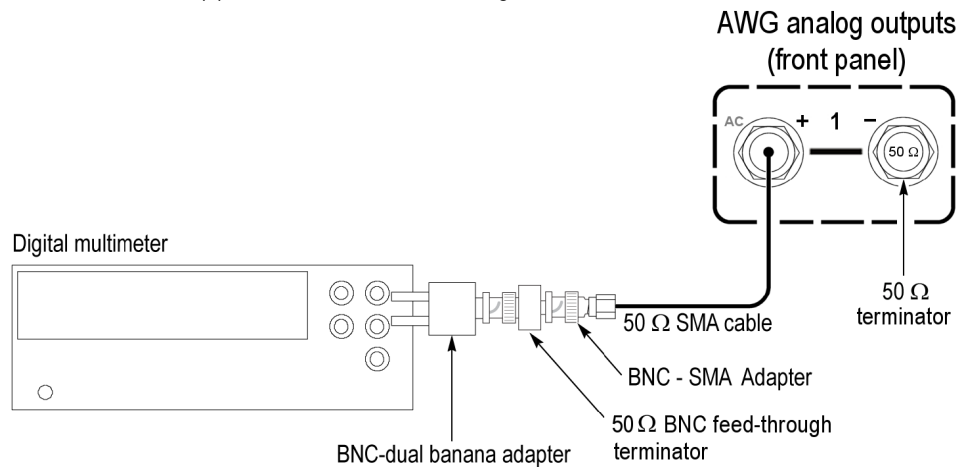 AWG analog outputs
(front panel)
AC + 1 −
50 Ω
Digital multimeter
50 Ω SMA cable
50 Ω
terminator
BNC - SMA Adapter
50 Ω BNC feed-through
terminator
BNC-dual banana adapter